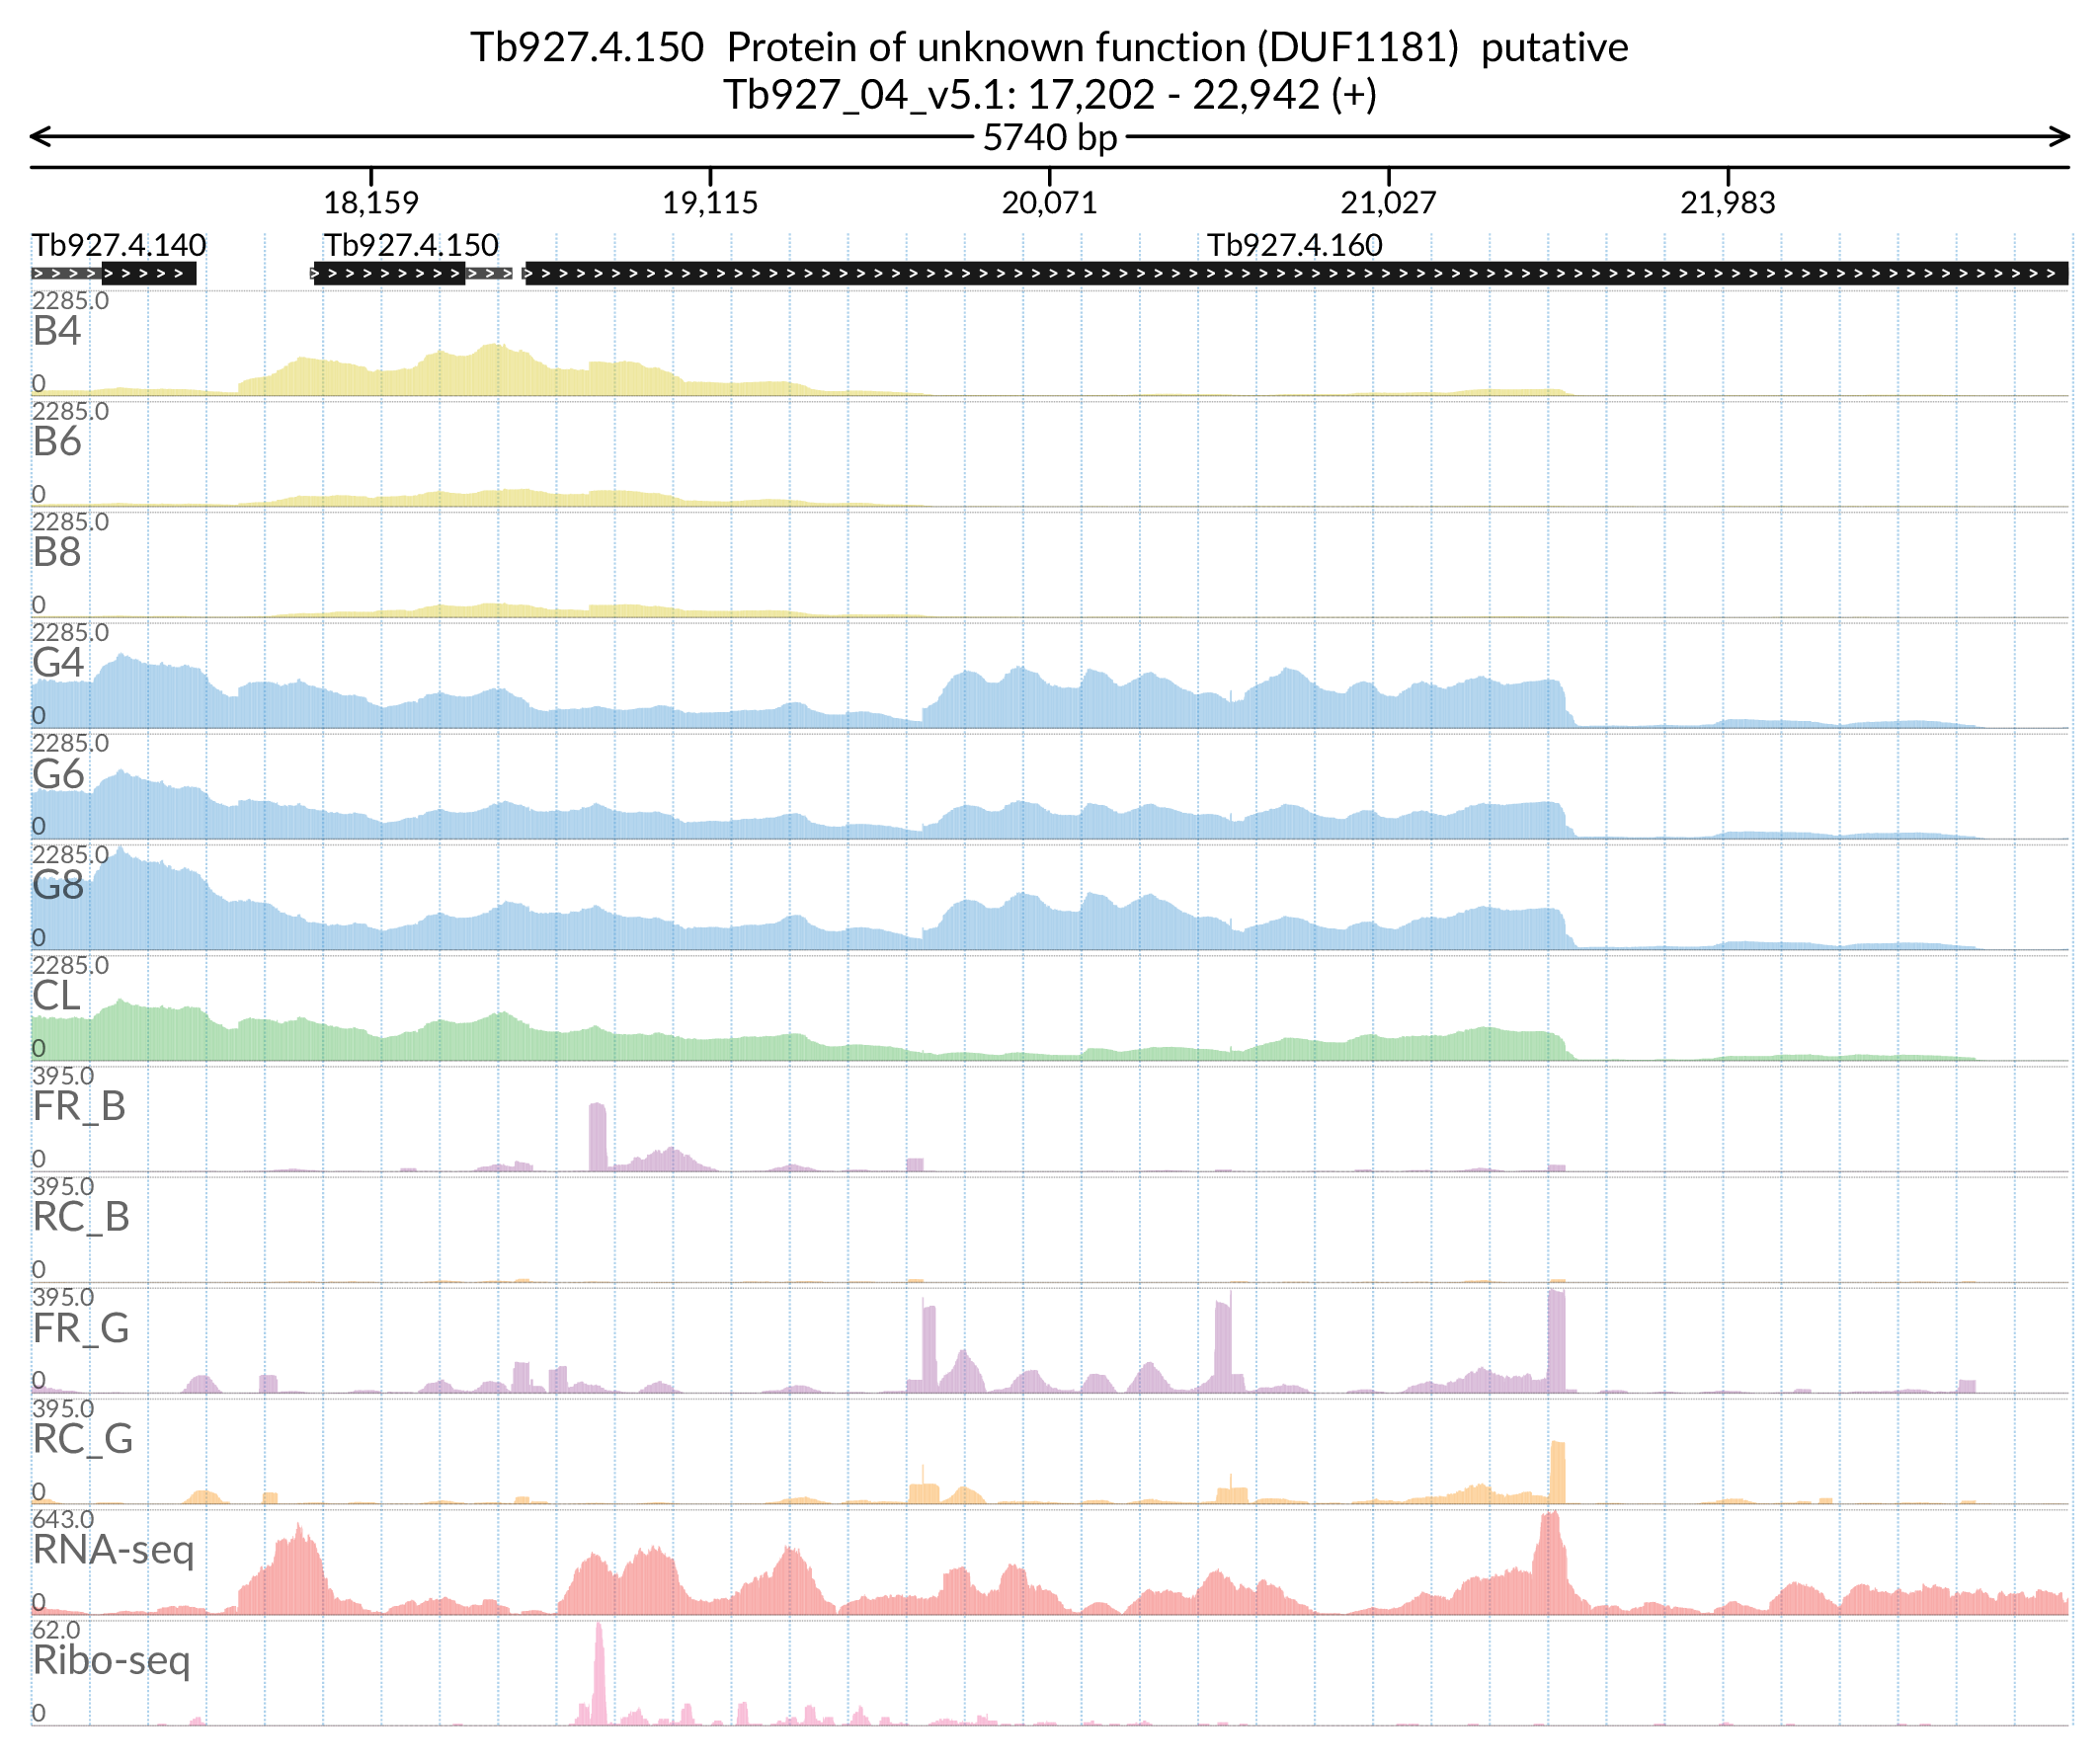 Tb927.4.150  Protein of unknown function (DUF1181)  putative
Tb927_04_v5.1: 17,202 - 22,942 (+)
5740 bp
18,159 19,115 20,071 21,027 21,983
Tb927.4.140 Tb927.4.150 Tb927.4.160
2285.0
B4
0
2285.0
B6
0
2285.0
B8
0
2285.0
G4
0
2285.0
G6
0
2285.0
G8
0
2285.0
CL
0
395.0
FR_B
0
395.0
RC_B
0
395.0
FR_G
0
395.0
RC_G
0
643.0
RNA-seq
0
62.0
Ribo-seq
0